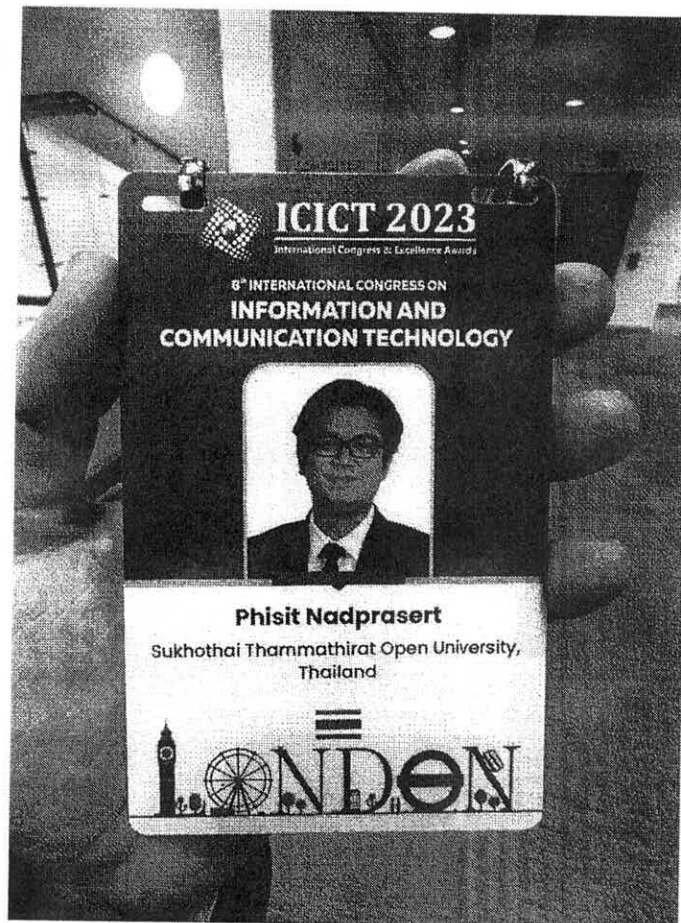 ICICT 2023
International Congress & Excellence Awards
8th INTERNATIONAL CONGRESS ON
INFORMATION AND
COMMUNICATION TECHNOLOGY
Phisit Nadprasert
Sukhothai Thammathirat Open University,
Thailand
LONDON